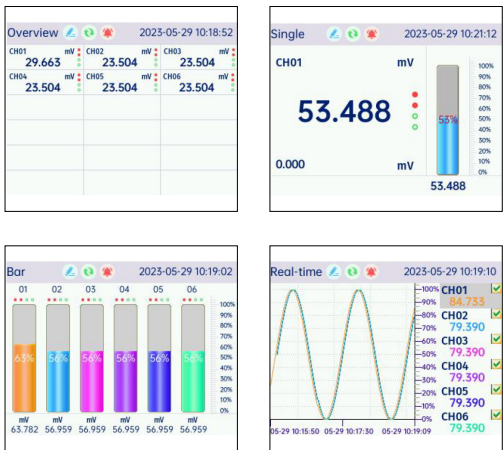 Overview 2023-05-29 10:18:52
CH01 mV CH02 mV CH03 mV
29.663 23.504 23.504
CH04 mV CH05 mV CH06 mV
23.504 23.504 23.504
Single 2023-05-29 10:21:12
CH01 mV
53.488
0.000 mV
100%
90%
80%
70%
60%
53%
50%
40%
30%
20%
10%
0%
53.488
Bar 2023-05-29 10:19:02
01 02 03 04 05 06
100%
90%
80%
70%
60%
63% 56% 56% 56% 56% 56%
50%
40%
30%
20%
10%
0%
mV mV mV mV mV mV
63.782 56.959 56.959 56.959 56.959 56.959
Real-time 2023-05-29 10:19:10
100% CH01
90% 84.733
80% CH02
70% 79.390
60% CH03
50% 79.390
40% CH04
30% 79.390
20% CH05
79.390
10%
0% CH06
79.390
05-29 10:15:50 05-29 10:17:30 05-29 10:19:09